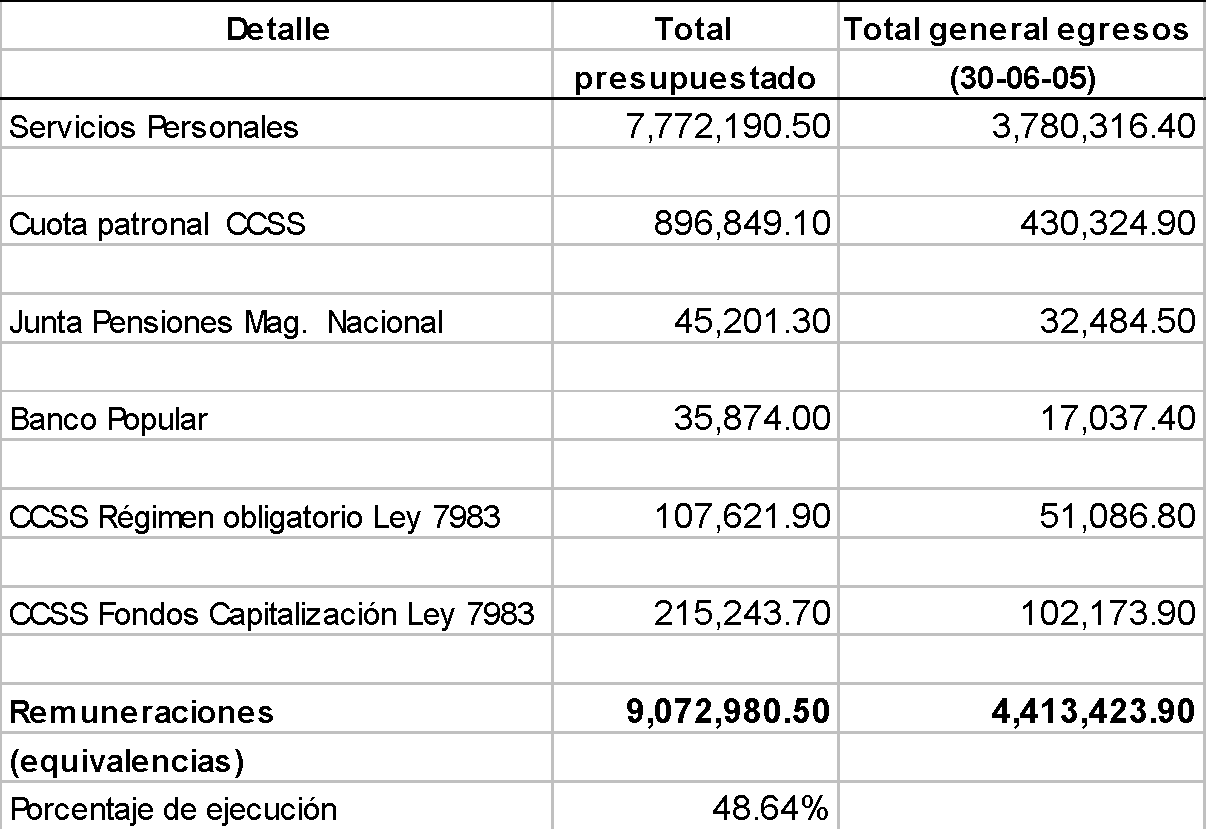 Detalle Total Total general egresos
presupuestado (30-06-05)
Servicios Personales 7,772,190.50 3,780,316.40
Cuota patronal CCSS 896,849.10 430,324.90
Junta Pensiones Mag. Nacional 45,201.30 32,484.50
Banco Popular 35,874.00 17,037.40
CCSS Régimen obligatorio Ley 7983 107,621.90 51,086.80
CCSS Fondos Capitalización Ley 7983 215,243.70 102,173.90
Remuneraciones 9,072,980.50 4,413,423.90
(equivalencias)
Porcentaje de ejecución 48.64%